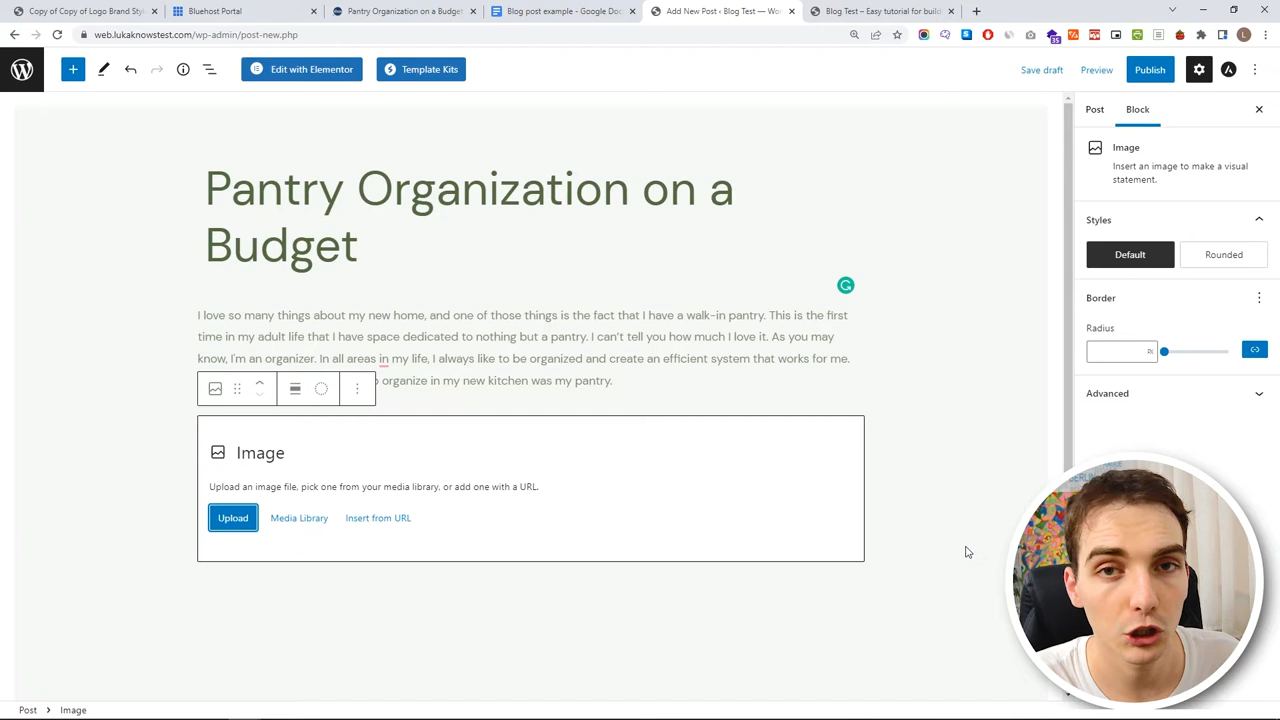 Copy of Copy of Logo Brand Styl
Bluehost Portal
Pantry Organization on a Budget
Blog post example - Google Doc
Add New Post ‹ Blog Test — Wo
Blog Test – Easy tutorial for buil
web.lukaknowstest.com/wp-admin/post-new.php
35
L
Edit with Elementor
Template Kits
Save draft
Preview
Publish
Post
Block
Image
Insert an image to make a visual
statement.
Styles
Default
Rounded
Border
Radius
Advanced
Pantry Organization on a
Budget
I love so many things about my new home, and one of those things is the fact that I have a walk-in pantry. This is the first
time in my adult life that I have space dedicated to nothing but a pantry. I can't tell you how much I love it. As you may
know, I'm an organizer. In all areas in my life, I always like to be organized and create an efficient system that works for me.
organize in my new kitchen was my pantry.
Image
Upload an image file, pick one from your media library, or add one with a URL.
Upload
Media Library
Insert from URL
Post
Image